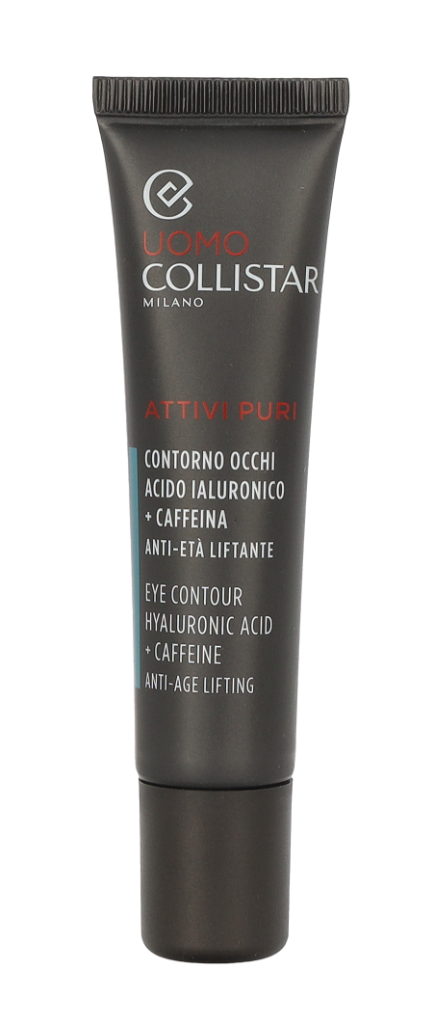 UOMO
COLLISTAR
MILANO
ATTIVI PURI
CONTORNO OCCHI
ACIDO IALURONICO
+ CAFFEINA
ANTI-ETÀ LIFTANTE
EYE CONTOUR
HYALURONIC ACID
+ CAFFEINE
ANTI-AGE LIFTING